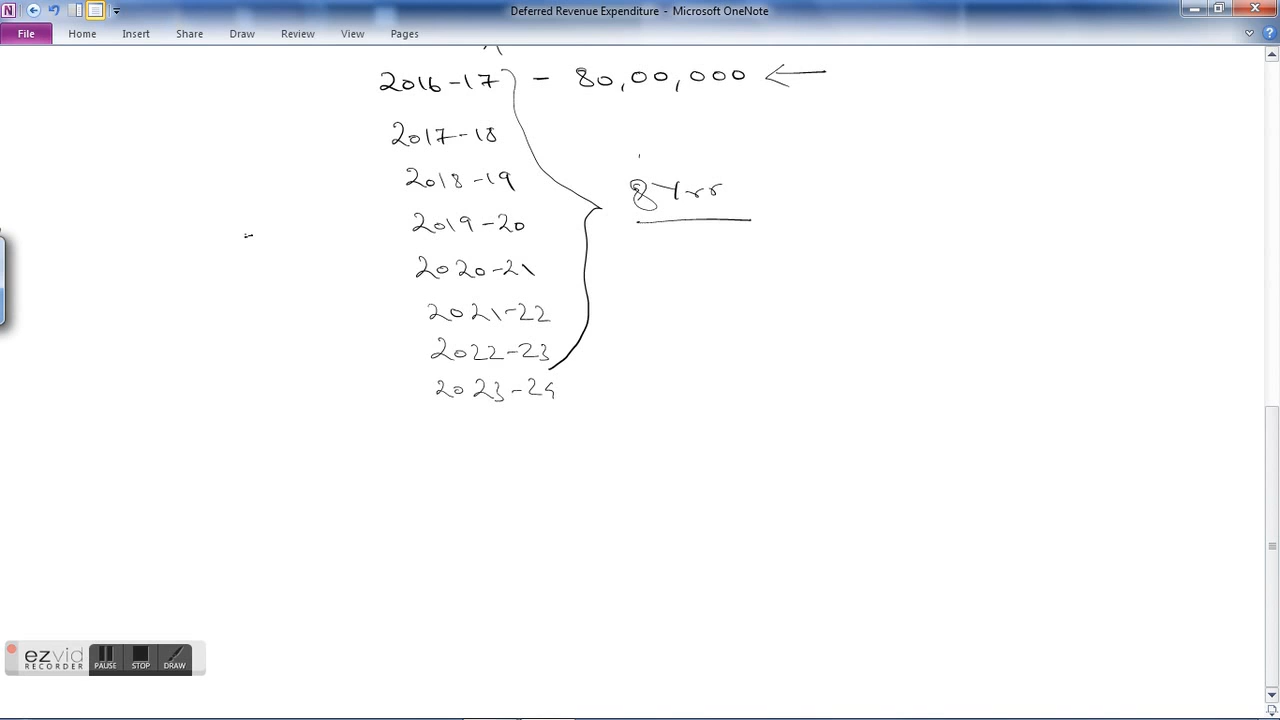 Deferred Revenue Expenditure - Microsoft OneNote
File Home Insert Share Draw Review View Pages
2016-17 - 80,00,000
2017-18
2018-19
8 Yrr
2019-20
2020-21
2021-22
2022-23
2023-24
ezvid
RECORDER
PAUSE STOP DRAW